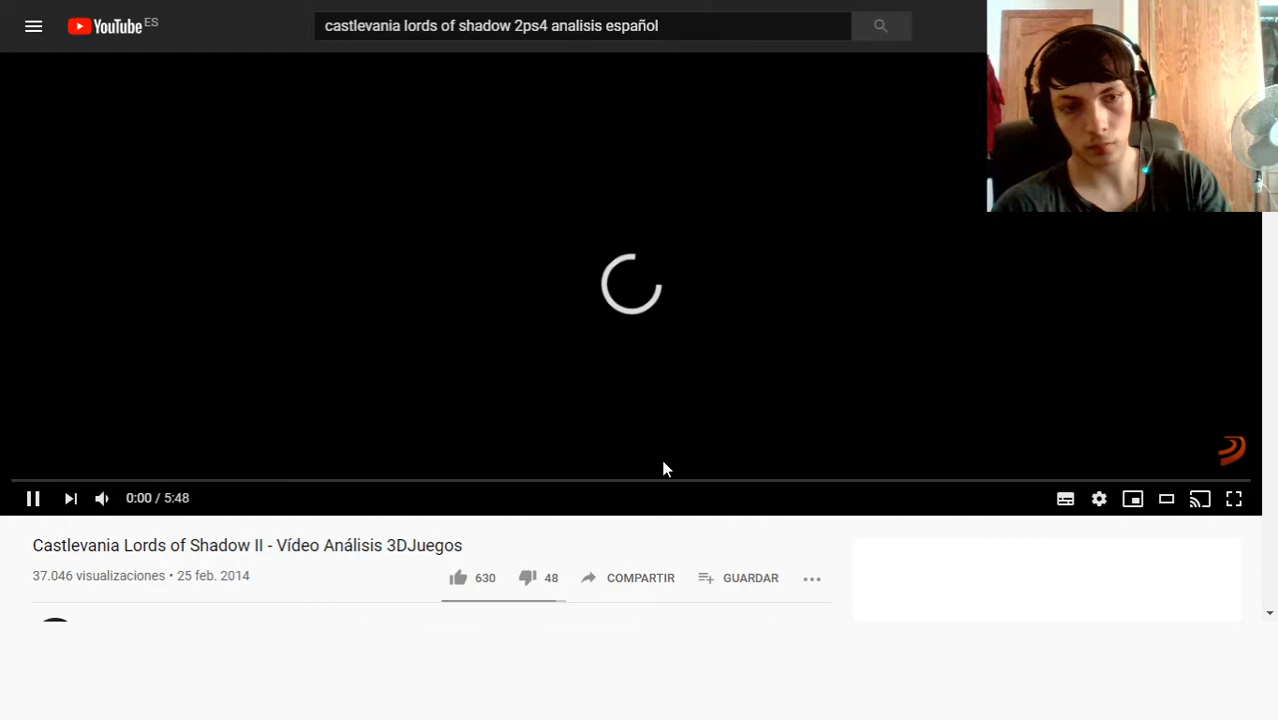 YouTube ES
castlevania lords of shadow 2ps4 analisis español
0:00 / 5:48
Castlevania Lords of Shadow II - Vídeo Análisis 3DJuegos
37.046 visualizaciones • 25 feb. 2014
630 48 COMPARTIR GUARDAR